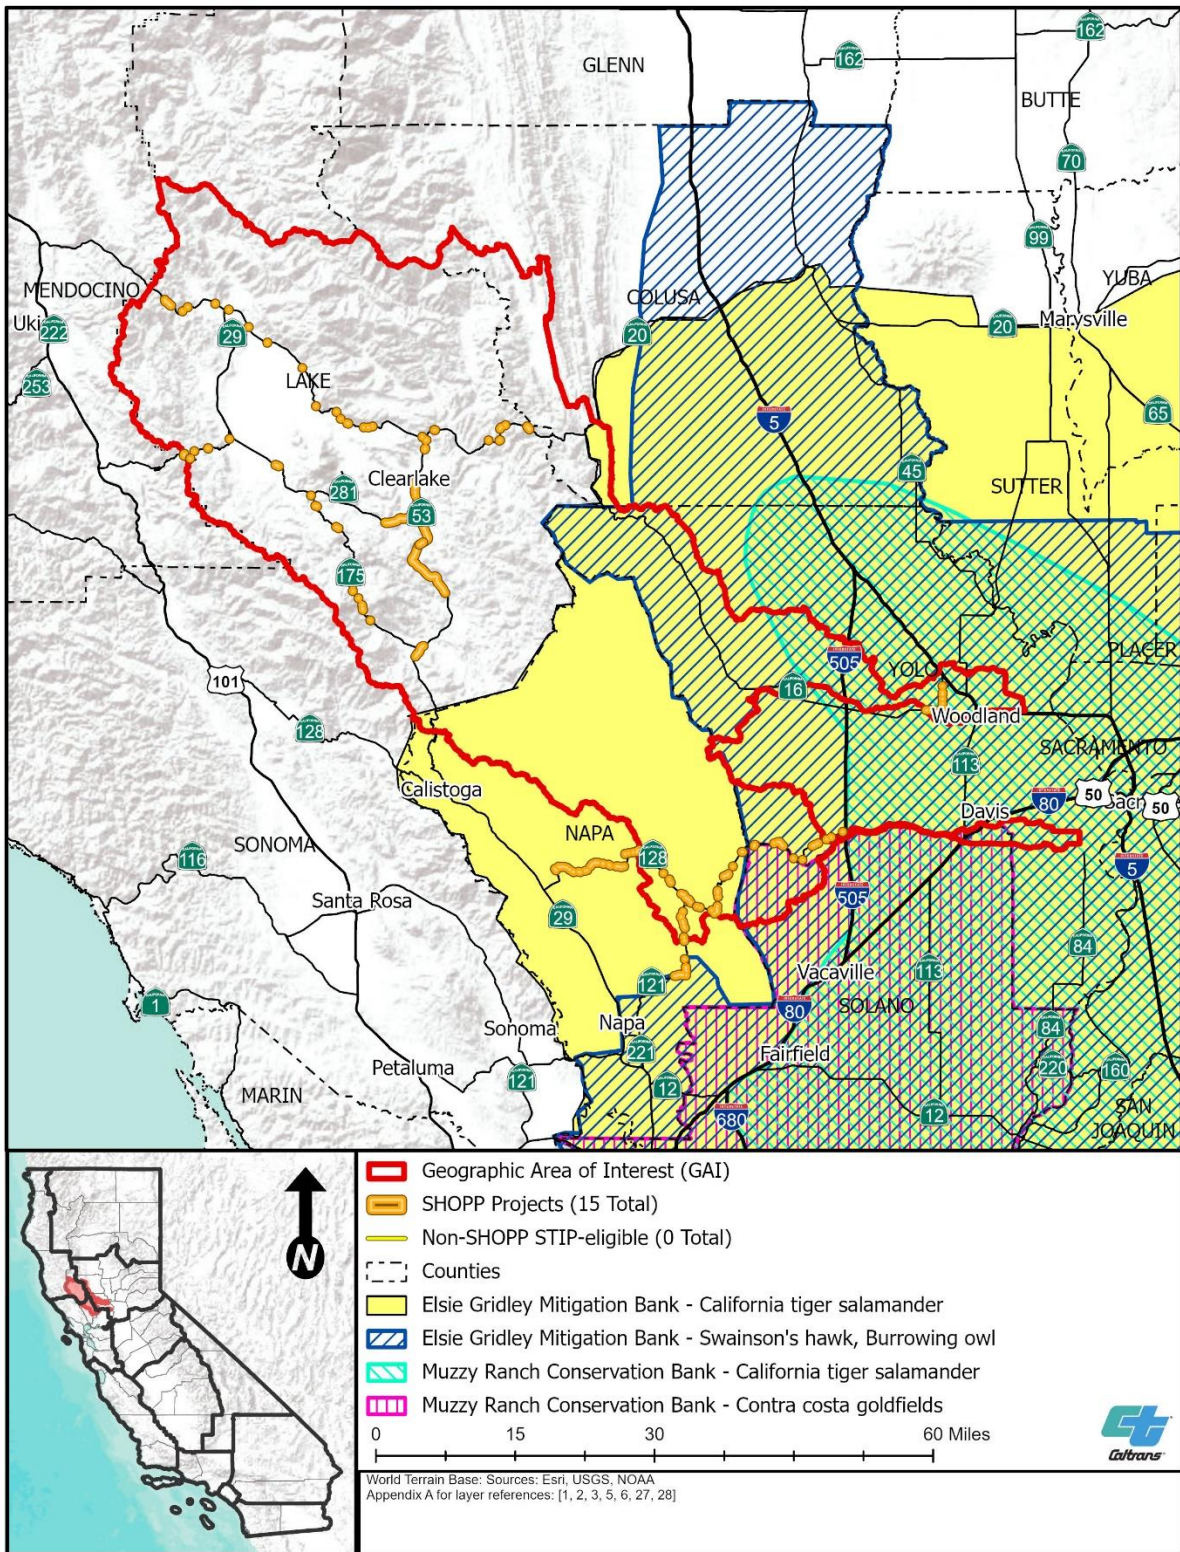 GLENN
162
162
BUTTE
70
99
MENDOCINO
COLUSA
YUBA
Uki
222
29
20
20
Marysville
253
LAKE
5
65
45
Clearlake
281
53
SUTTER
175
101
505
PLACER
YOLO
16
128
Woodland
SACRAMENTO
113
Calistoga
Davis
80
50
Sacr
50
NAPA
SONOMA
116
128
5
Santa Rosa
29
505
84
121
Vacaville
113
1
80
SOLANO
Sonoma
Napa
84
221
Fairfield
Petaluma
121
220
160
MARIN
12
680
12
SAN
JOAQUIN
N
Geographic Area of Interest (GAI)
SHOPP Projects (15 Total)
Non-SHOPP STIP-eligible (0 Total)
Counties
Elsie Gridley Mitigation Bank - California tiger salamander
Elsie Gridley Mitigation Bank - Swainson's hawk, Burrowing owl
Muzzy Ranch Conservation Bank - California tiger salamander
Muzzy Ranch Conservation Bank - Contra costa goldfields
0 15 30 60 Miles
Caltrans
World Terrain Base: Sources: Esri, USGS, NOAA
Appendix A for layer references: [1, 2, 3, 5, 6, 27, 28]